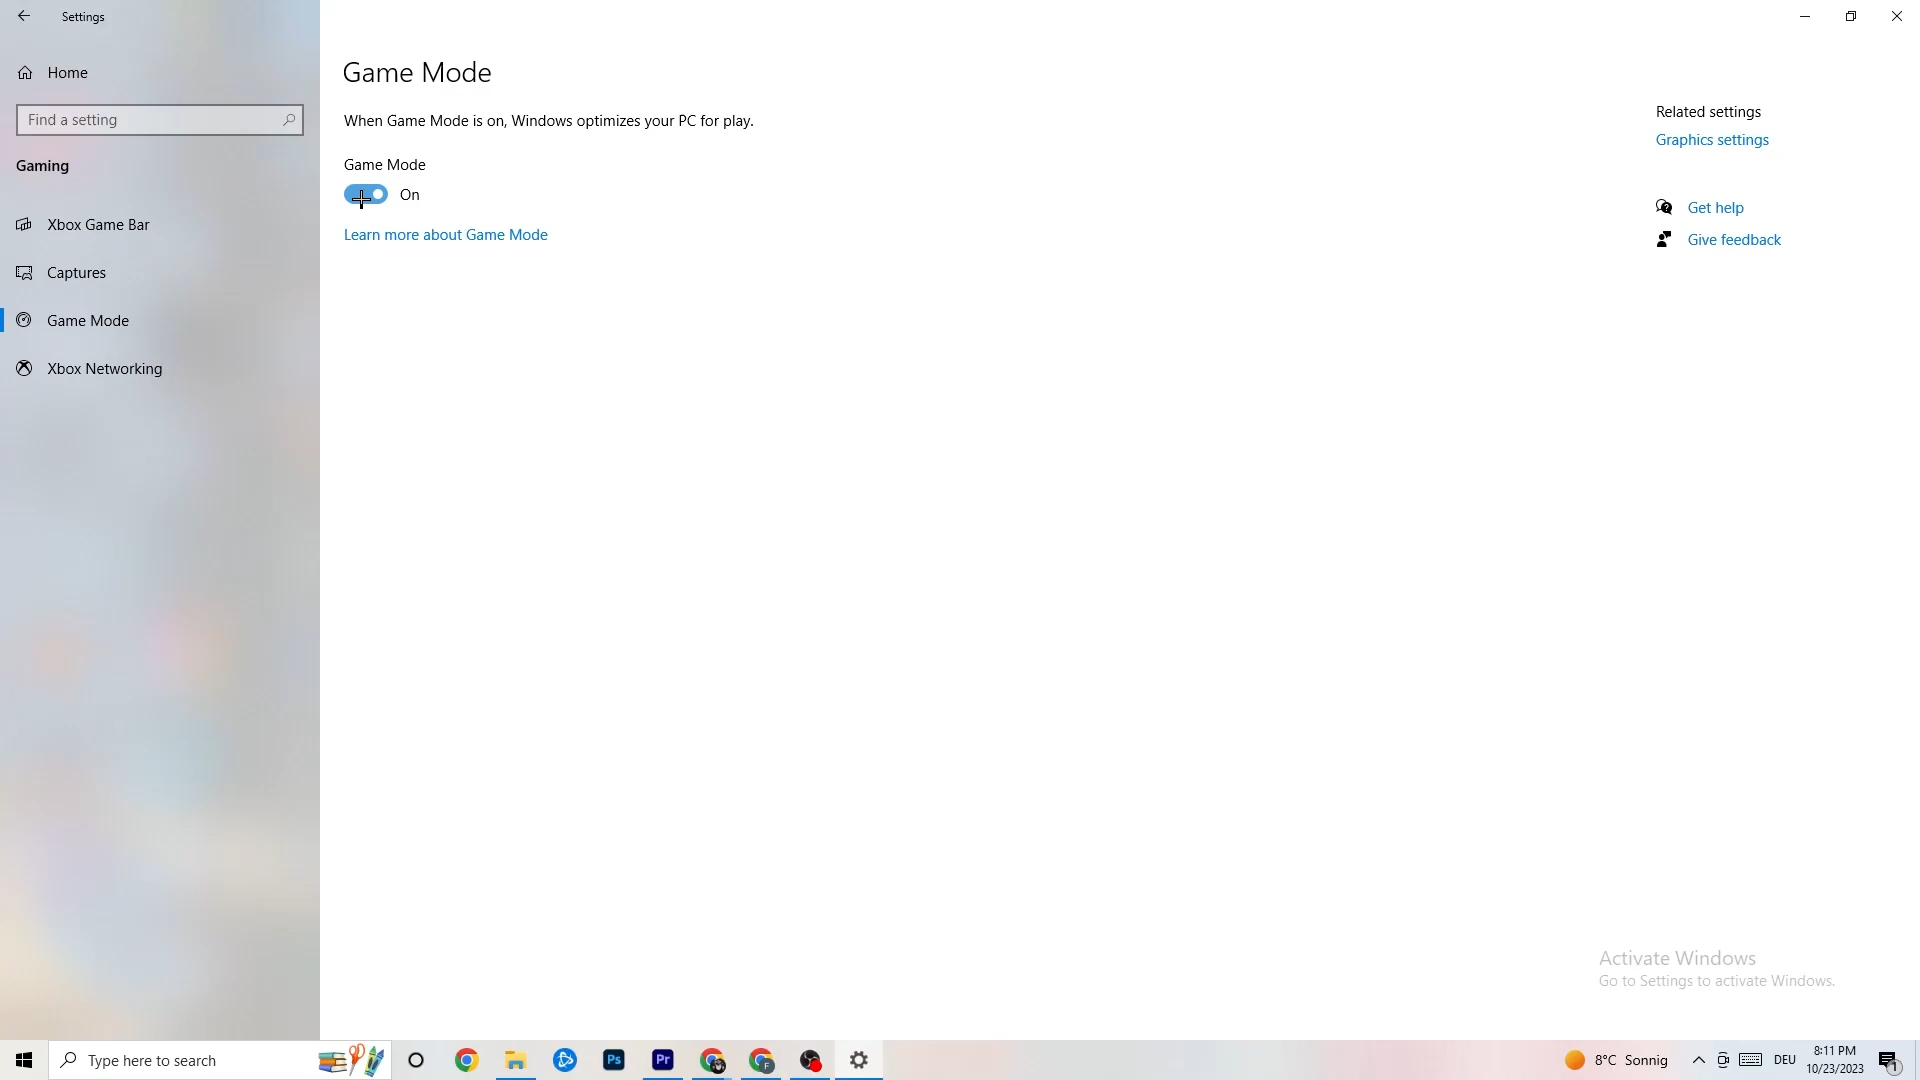 Settings
Home
Find a setting
Gaming
Xbox Game Bar
Captures
Game Mode
Xbox Networking
Game Mode
When Game Mode is on, Windows optimizes your PC for play.
Game Mode
On
Learn more about Game Mode
Related settings
Graphics settings
Get help
Give feedback
Activate Windows
Go to Settings to activate Windows.
Type here to search
Ps
Pr
F
8°C Sonnig
DEU
8:11 PM
10/23/2023
1